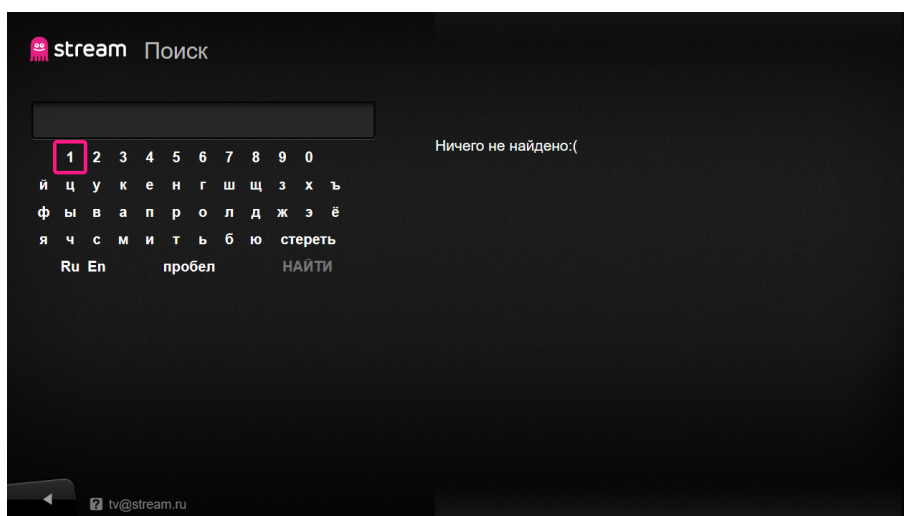 stream Поиск
Ничего не найдено:(
1 2 3 4 5 6 7 8 9 0
й ц у к е н г ш щ з х ъ
ф ы в а п р о л д ж э ё
я ч с м и т ь б ю стереть
Ru En пробел НАЙТИ
? tv@stream.ru